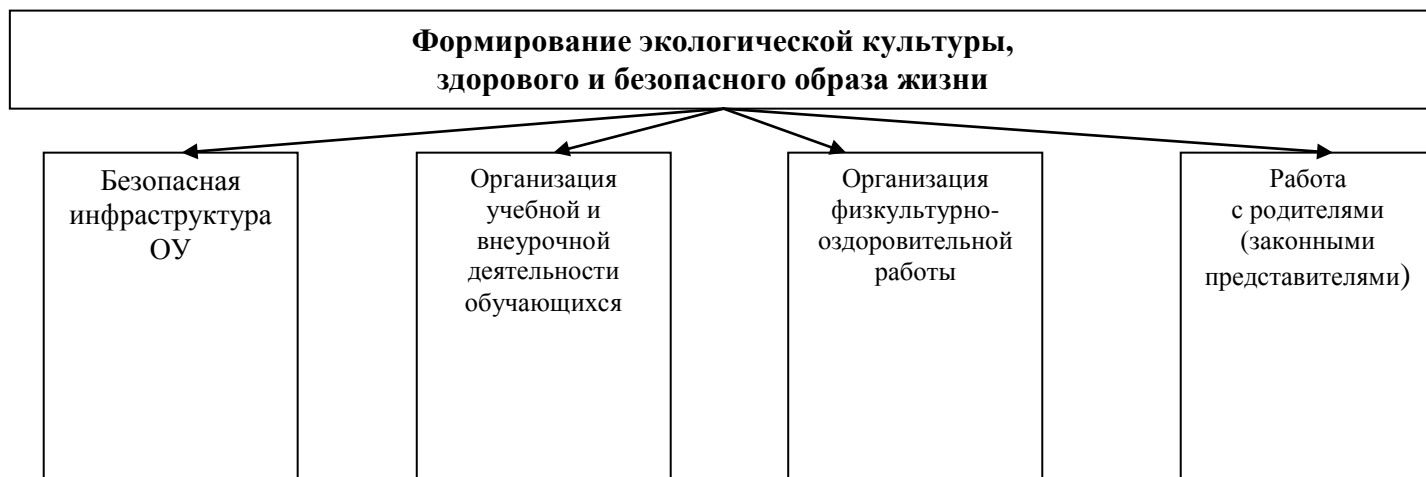 Формирование экологической культуры,
здорового и безопасного образа жизни
Безопасная
инфраструктура
ОУ
Организация
учебной и
внеурочной
деятельности
обучающихся
Организация
физкультурно-
оздоровительной
работы
Работа
с родителями
(законными
представителями)